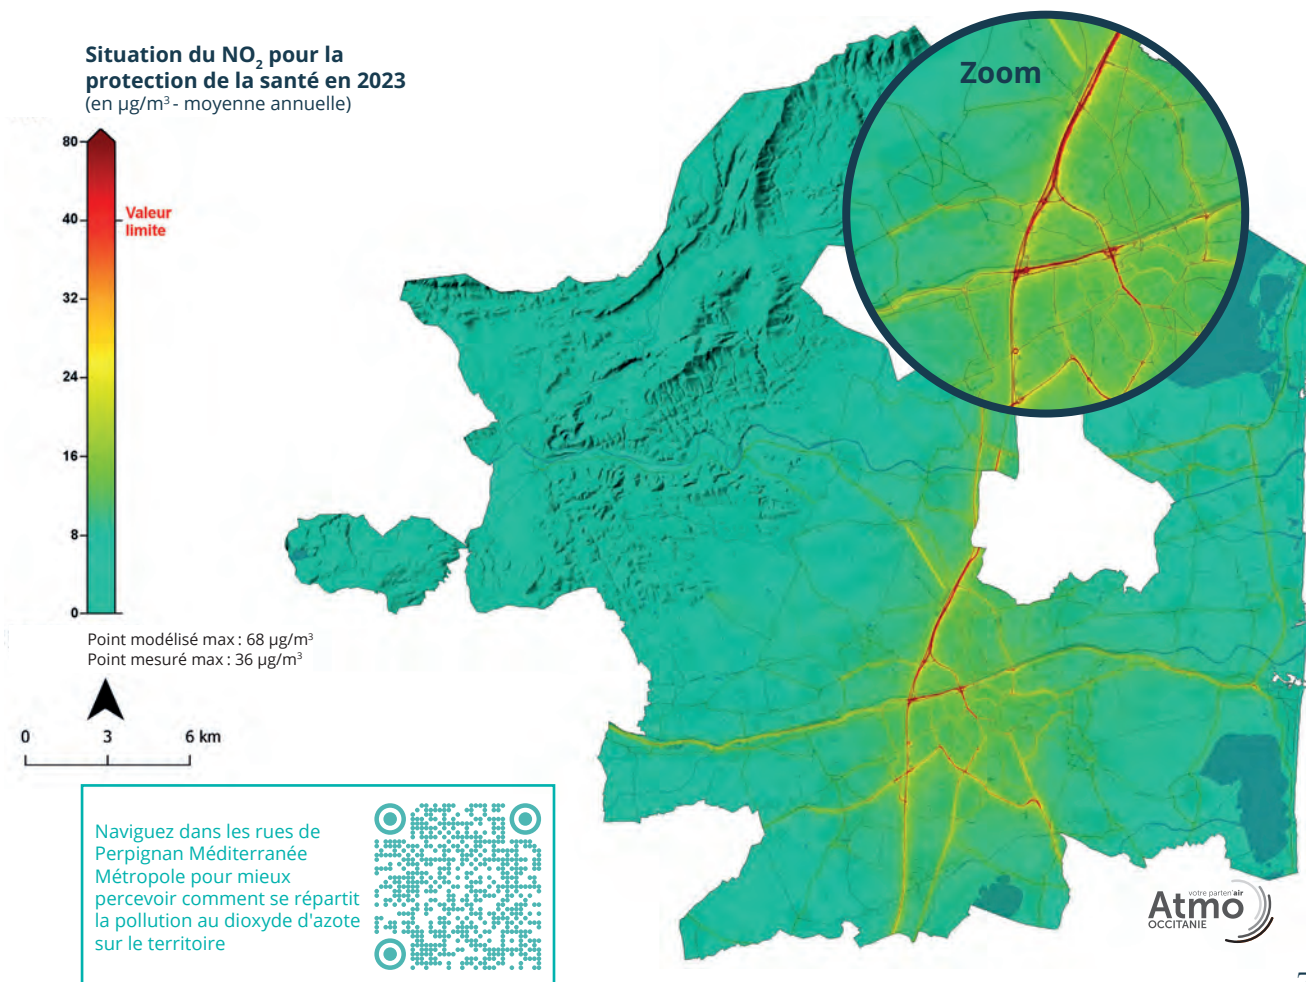 Situation du NO₂ pour la
protection de la santé en 2023
(en µg/m³ - moyenne annuelle)
Zoom
80
40
Valeur
limite
32
24
16
8
0
Point modélisé max : 68 µg/m³
Point mesuré max : 36 µg/m³
0 3 6 km
Naviguez dans les rues de
Perpignan Méditerranée
Métropole pour mieux
percevoir comment se répartit
la pollution au dioxyde d'azote
sur le territoire
votre parten'air
Atmo
OCCITANIE